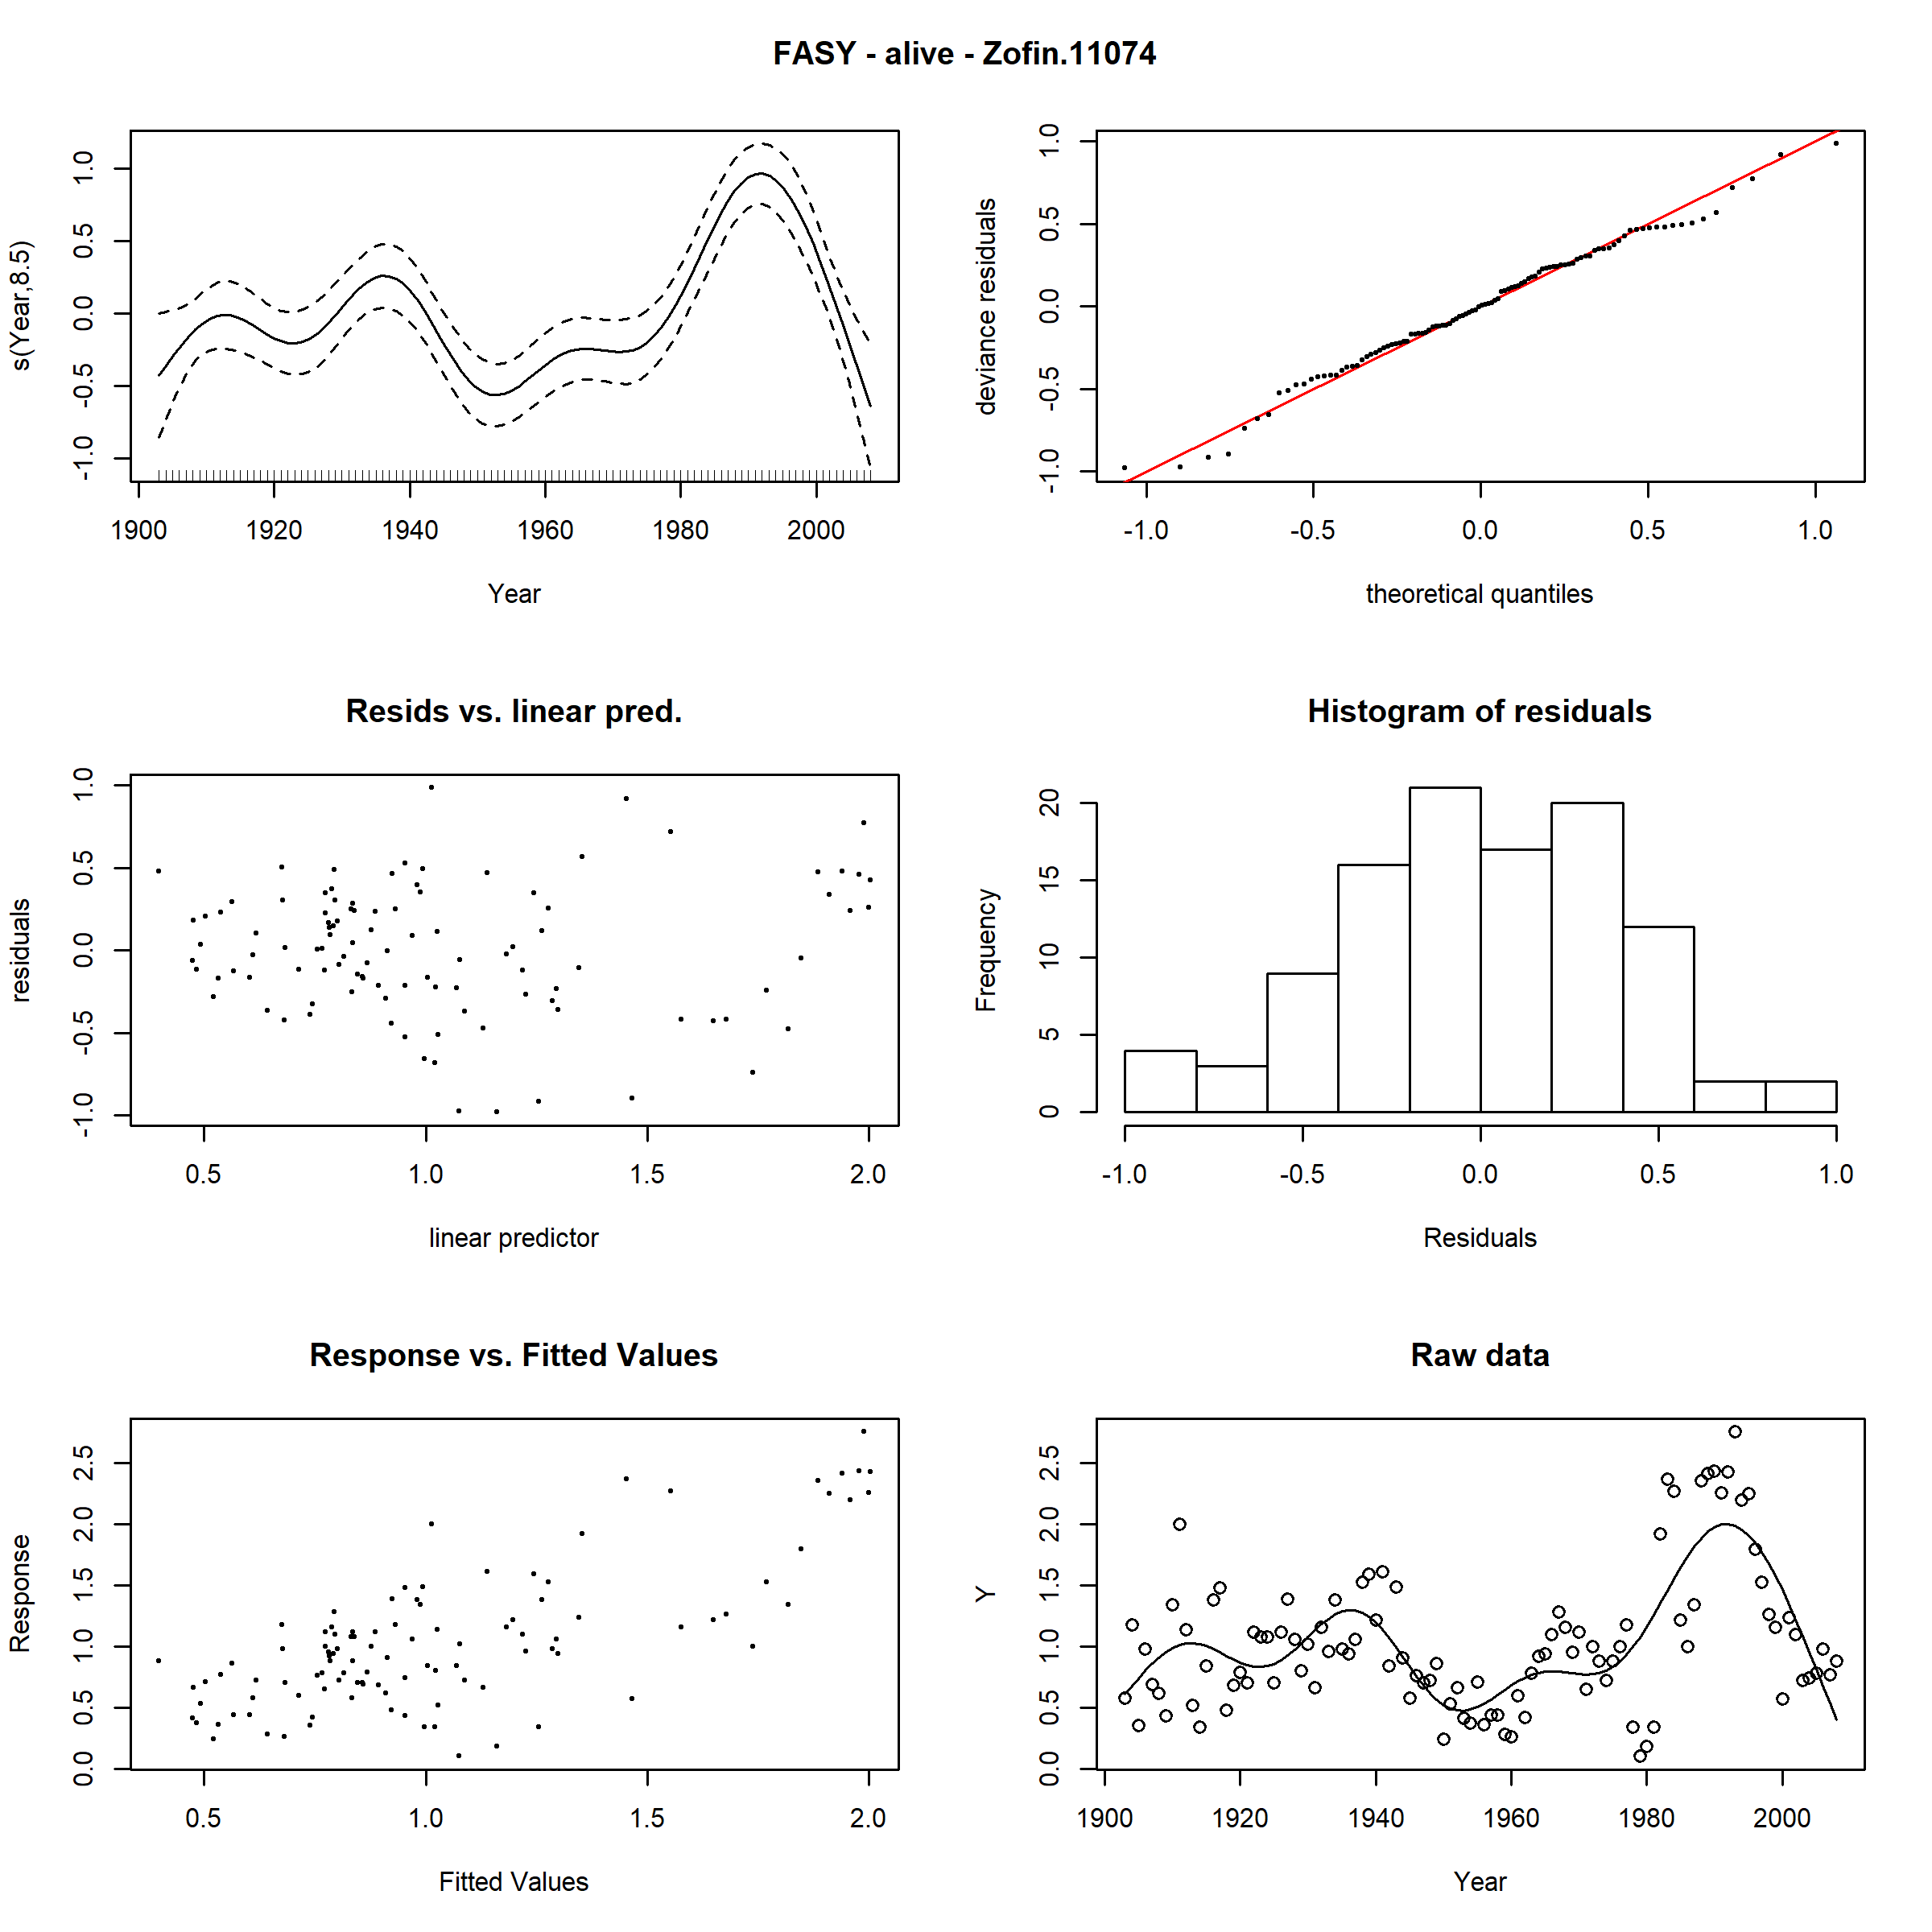 FASY - alive - Zofin.11074
s(Year,8.5)
1.0
0.5
0.0
-0.5
-1.0
1900 1920 1940 1960 1980 2000
Year
deviance residuals
1.0
0.5
0.0
-0.5
-1.0
-1.0 -0.5 0.0 0.5 1.0
theoretical quantiles
Resids vs. linear pred.
residuals
1.0
0.5
0.0
-0.5
-1.0
0.5 1.0 1.5 2.0
linear predictor
Histogram of residuals
Frequency
20
15
10
5
0
-1.0 -0.5 0.0 0.5 1.0
Residuals
Response vs. Fitted Values
Response
2.5
2.0
1.5
1.0
0.5
0.0
0.5 1.0 1.5 2.0
Fitted Values
Raw data
Y
2.5
2.0
1.5
1.0
0.5
0.0
1900 1920 1940 1960 1980 2000
Year